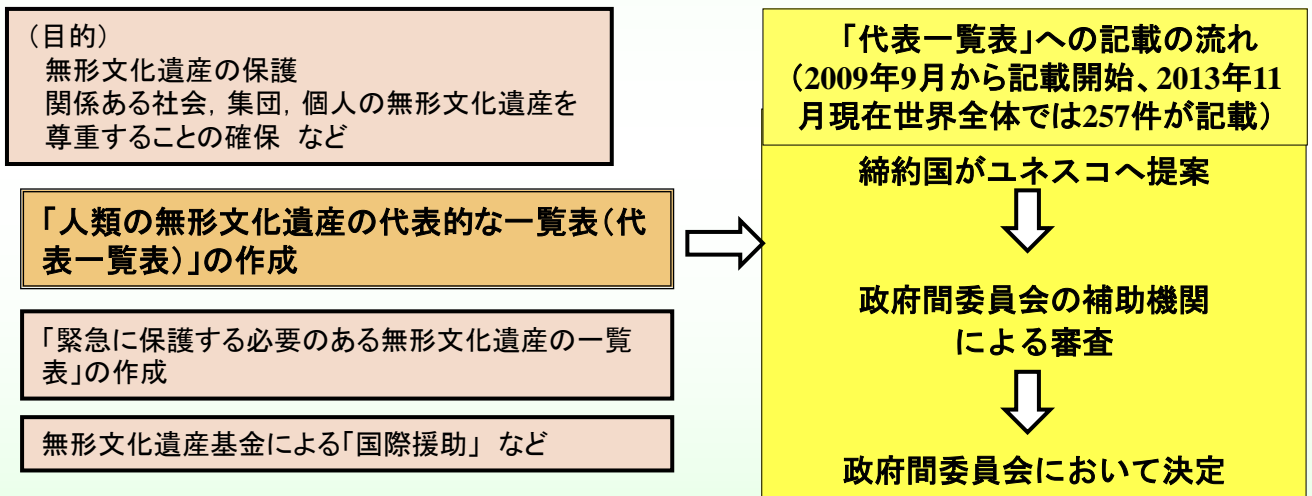 （目的）
無形文化遺産の保護
関係ある社会，集団，個人の無形文化遺産を
尊重することの確保 など
「人類の無形文化遺産の代表的な一覧表（代
表一覧表）」の作成
「緊急に保護する必要のある無形文化遺産の一覧
表」の作成
無形文化遺産基金による「国際援助」 など
「代表一覧表」への記載の流れ
（2009年9月から記載開始、2013年11
月現在世界全体では257件が記載）
締約国がユネスコへ提案
政府間委員会の補助機関
による審査
政府間委員会において決定